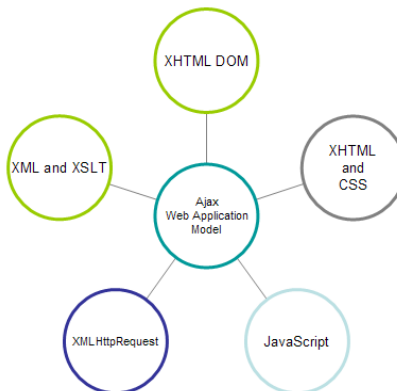 XHTML DOM
XML and XSLT
XHTML
and
CSS
Ajax
Web Application
Model
XMLHttpRequest
JavaScript